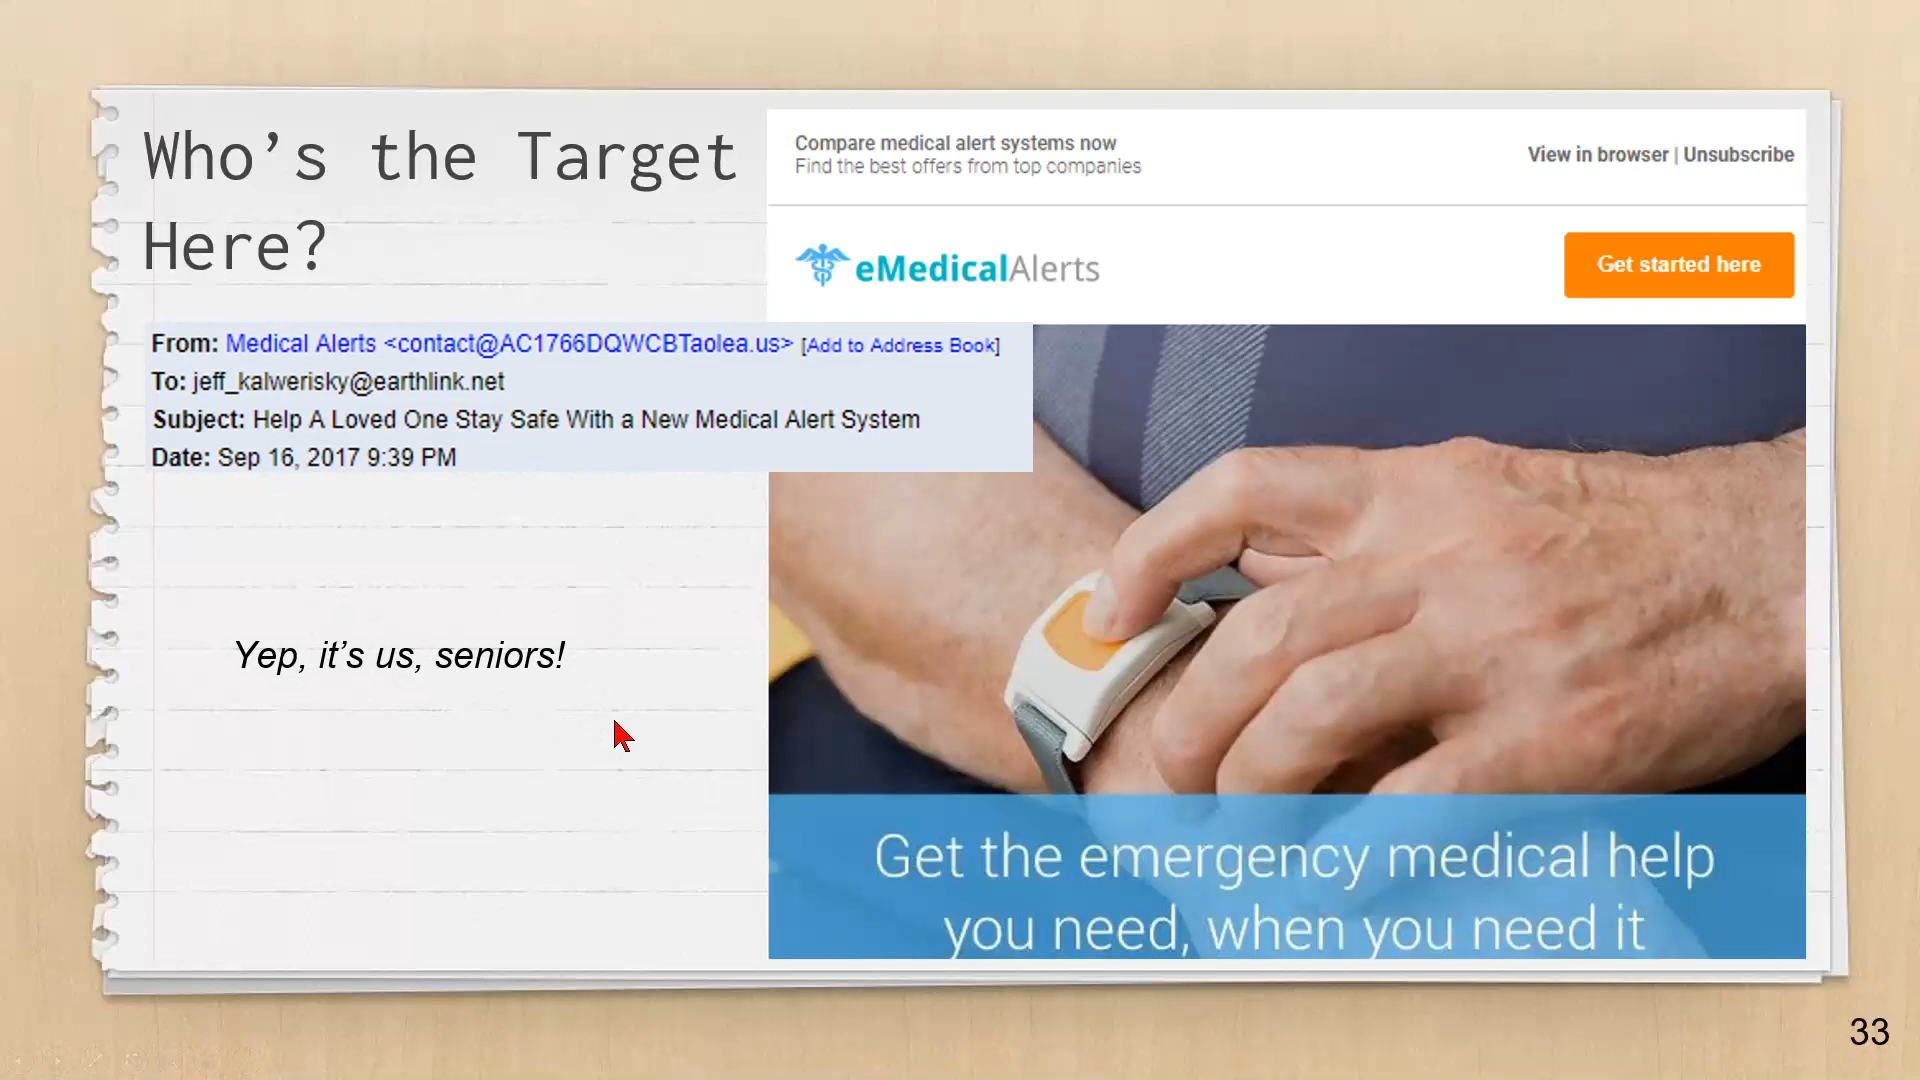 Who's the Target
Here?
Compare medical alert systems now
Find the best offers from top companies
View in browser | Unsubscribe
eMedicalAlerts
Get started here
From: Medical Alerts <contact@AC1766DQWCBTaolea.us> [Add to Address Book]
To: jeff_kalwerisky@earthlink.net
Subject: Help A Loved One Stay Safe With a New Medical Alert System
Date: Sep 16, 2017 9:39 PM
Yep, it's us, seniors!
Get the emergency medical help
you need, when you need it
33